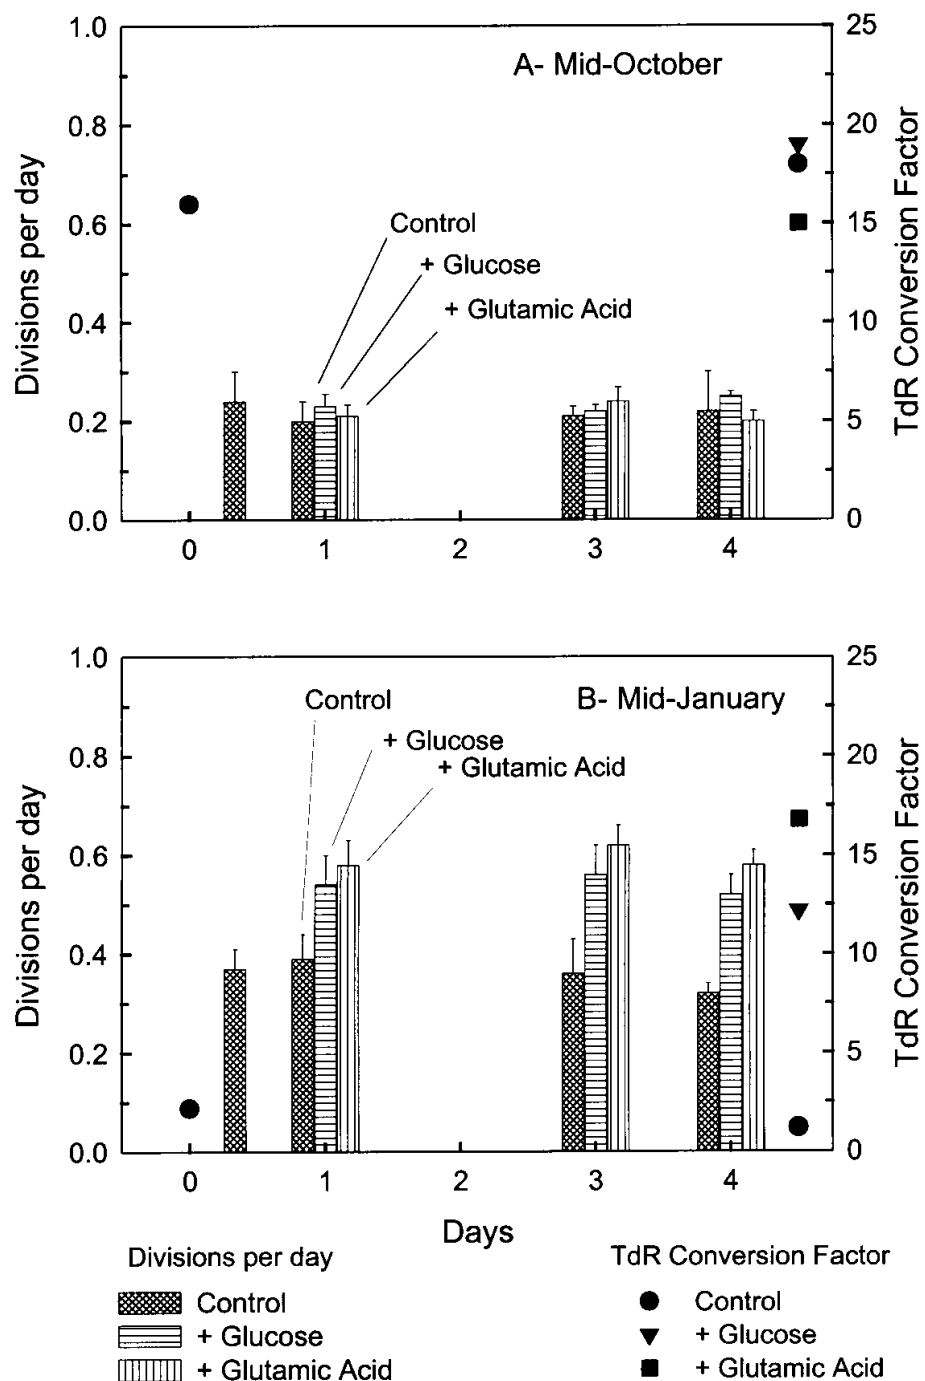 A- Mid-October
Divisions per day
TdR Conversion Factor
1.0
0.8
0.6
0.4
0.2
0.0
25
20
15
10
5
0
Control
+ Glucose
+ Glutamic Acid
0 1 2 3 4
B- Mid-January
Divisions per day
TdR Conversion Factor
1.0
0.8
0.6
0.4
0.2
0.0
25
20
15
10
5
0
Control
+ Glucose
+ Glutamic Acid
0 1 2 3 4
Days
Divisions per day
Control
+ Glucose
+ Glutamic Acid
TdR Conversion Factor
Control
+ Glucose
+ Glutamic Acid